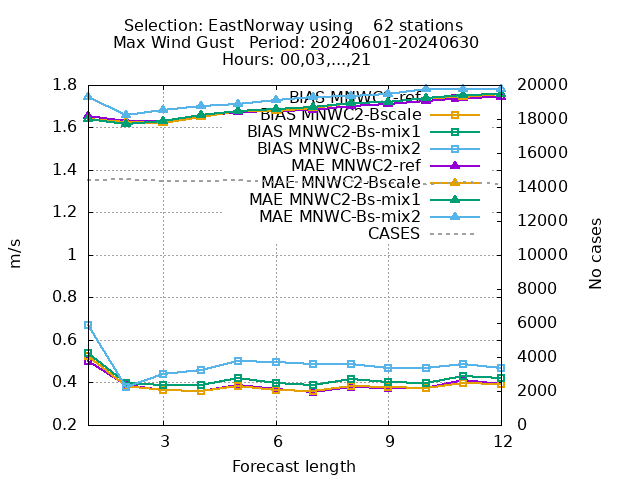 Selection: EastNorway using    62 stations
Max Wind Gust   Period: 20240601-20240630
Hours: 00,03,...,21
1.8
1.6
1.4
1.2
1
0.8
0.6
0.4
0.2
m/s
BIAS MNWC2-ref
BIAS MNWC2-Bscale
BIAS MNWC2-Bs-mix1
BIAS MNWC-Bs-mix2
MAE MNWC2-ref
MAE MNWC2-Bscale
MAE MNWC2-Bs-mix1
MAE MNWC-Bs-mix2
CASES
20000
18000
16000
14000
12000
10000
8000
6000
4000
2000
0
No cases
3 6 9 12
Forecast length